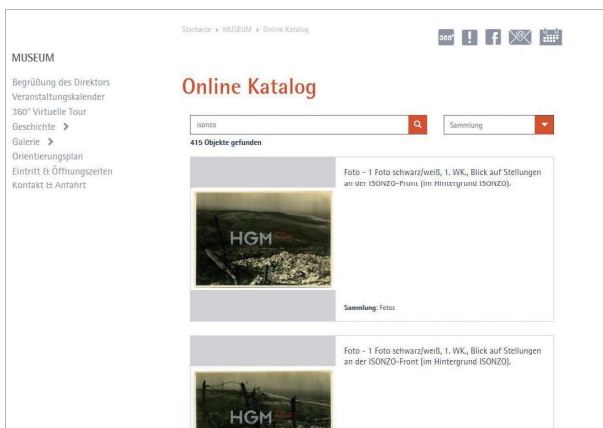 Startseite ▸ MUSEUM ▸ Online Katalog
360°
MUSEUM
Begrüßung des Direktors
Veranstaltungskalender
360° Virtuelle Tour
Geschichte
Galerie
Orientierungsplan
Eintritt & Öffnungszeiten
Kontakt & Anfahrt
Online Katalog
isonzo
Sammlung
415 Objekte gefunden
Foto - 1 Foto schwarz/weiß, 1. WK., Blick auf Stellungen
an der ISONZO-Front (im Hintergrund ISONZO).
HGM
Sammlung: Fotos
Foto - 1 Foto schwarz/weiß, 1. WK., Blick auf Stellungen
an der ISONZO-Front (im Hintergrund ISONZO).
HGM